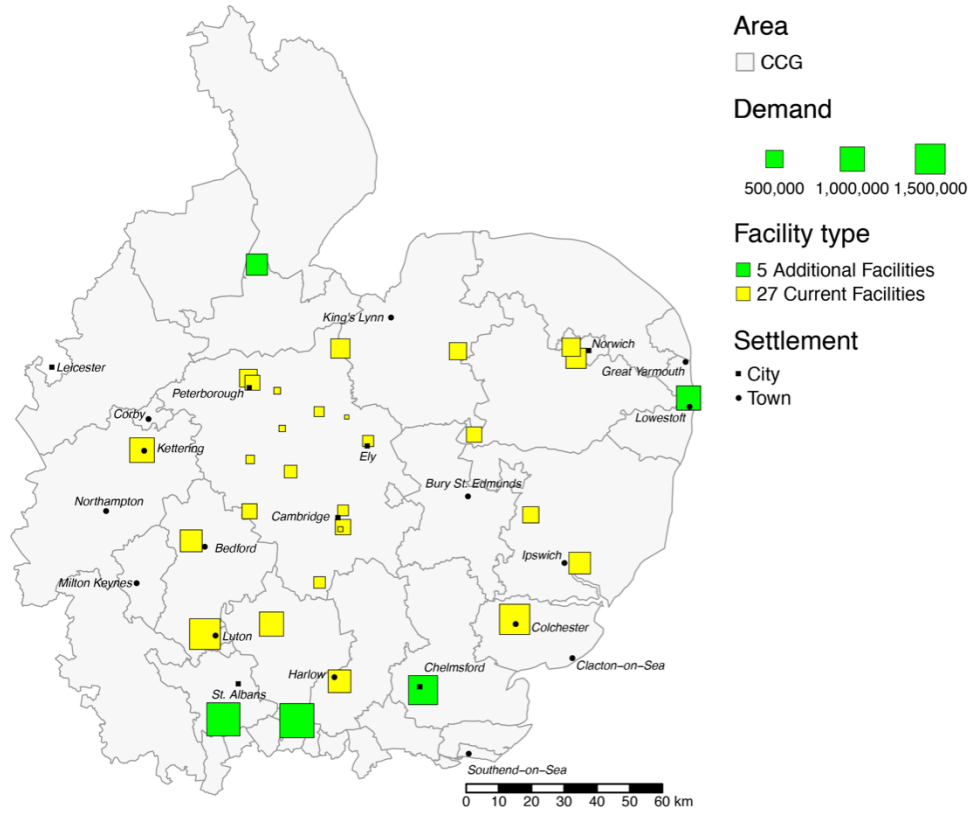 Area
CCG
Demand
500,000 1,000,000 1,500,000
Facility type
5 Additional Facilities
27 Current Facilities
Settlement
City
Town
King's Lynn
Norwich
Great Yarmouth
Leicester
Peterborough
Lowestoft
Corby
Kettering
Ely
Bury St. Edmunds
Northampton
Cambridge
Bedford
Ipswich
Milton Keynes
Luton
Colchester
Clacton−on−Sea
Harlow
Chelmsford
St. Albans
Southend−on−Sea
0 10 20 30 40 50 60 km